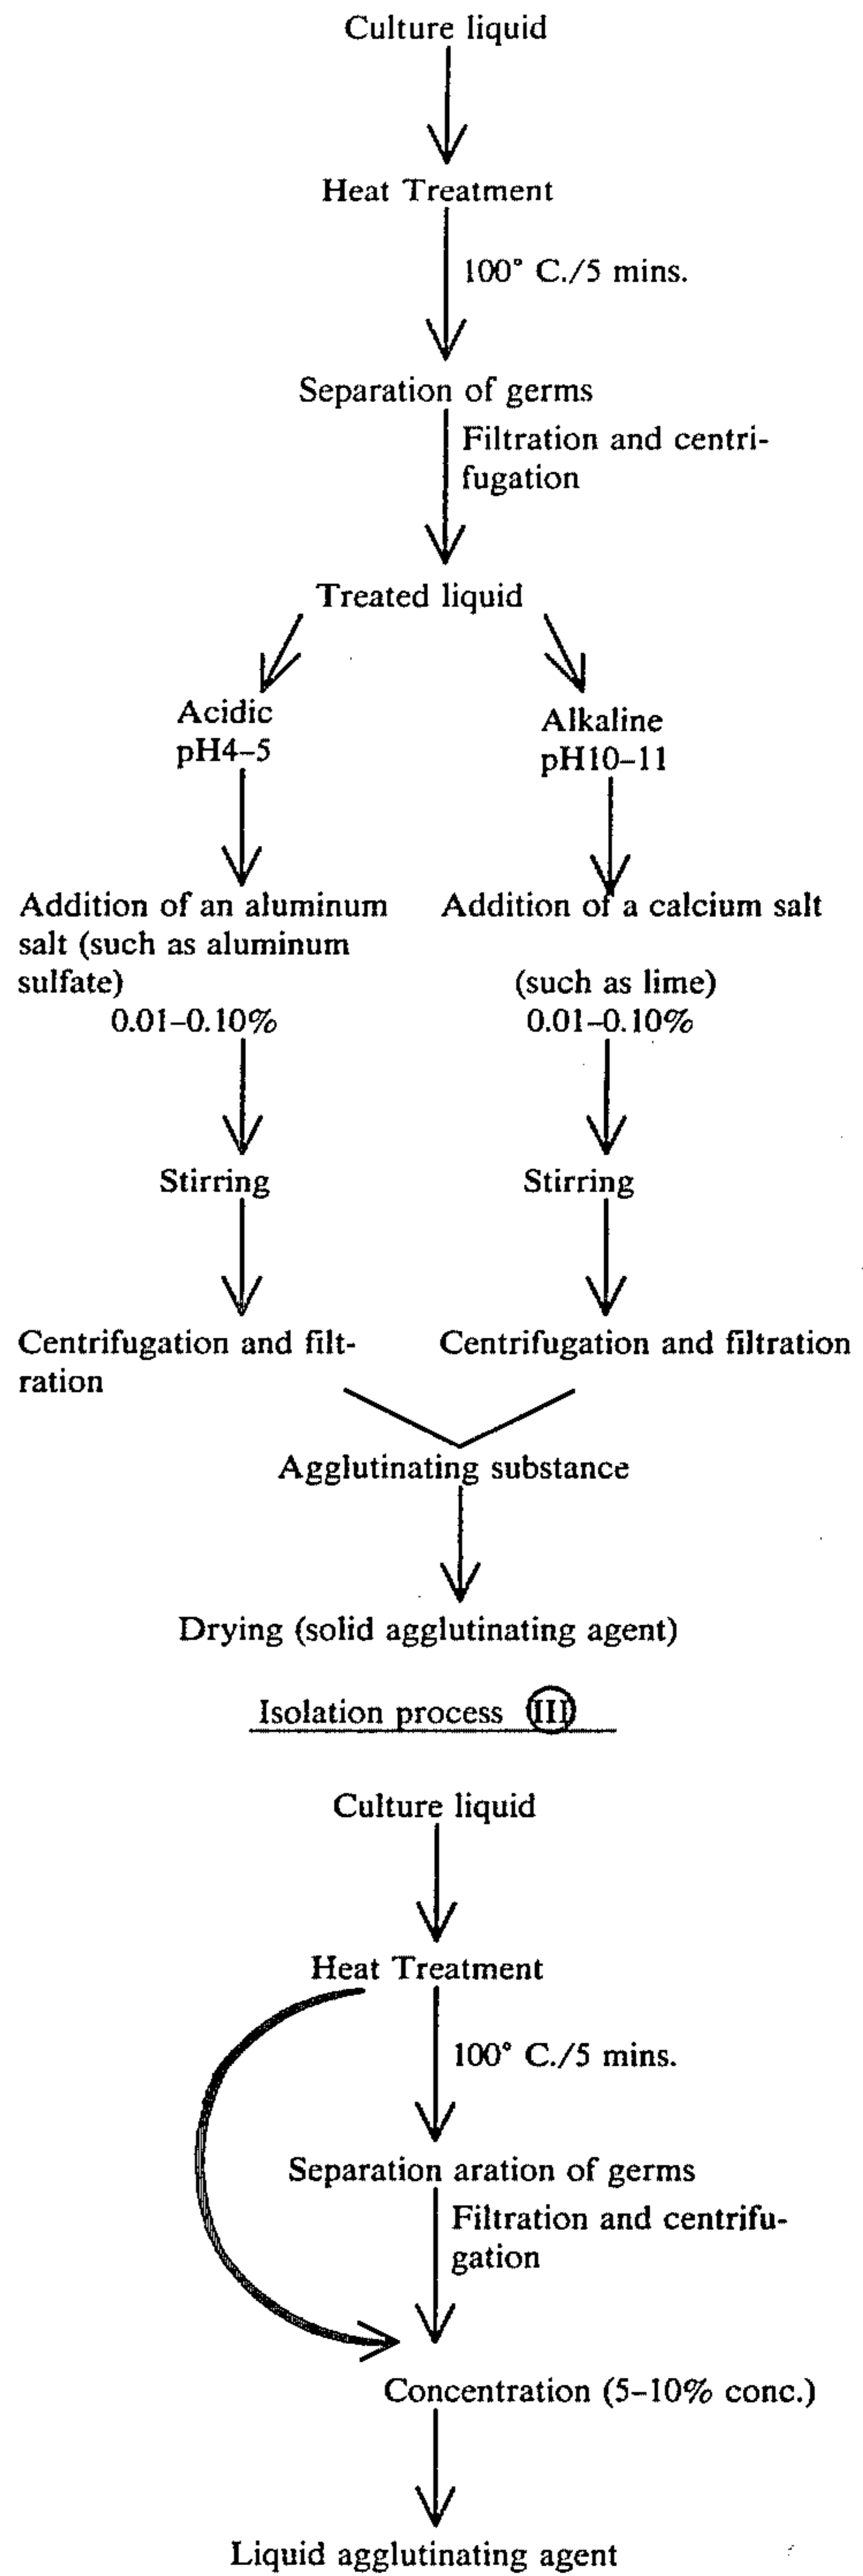 Culture liquid
Heat Treatment
100° C./5 mins.
Separation of germs
Filtration and centri-
fugation
Treated liquid
Acidic
pH4–5
Alkaline
pH10–11
Addition of an aluminum
salt (such as aluminum
sulfate)
0.01–0.10%
Addition of a calcium salt
(such as lime)
0.01–0.10%
Stirring
Stirring
Centrifugation and filt-
ration
Centrifugation and filtration
Agglutinating substance
Drying (solid agglutinating agent)
Isolation process III
Culture liquid
Heat Treatment
100° C./5 mins.
Separation aration of germs
Filtration and centrifu-
gation
Concentration (5–10% conc.)
Liquid agglutinating agent